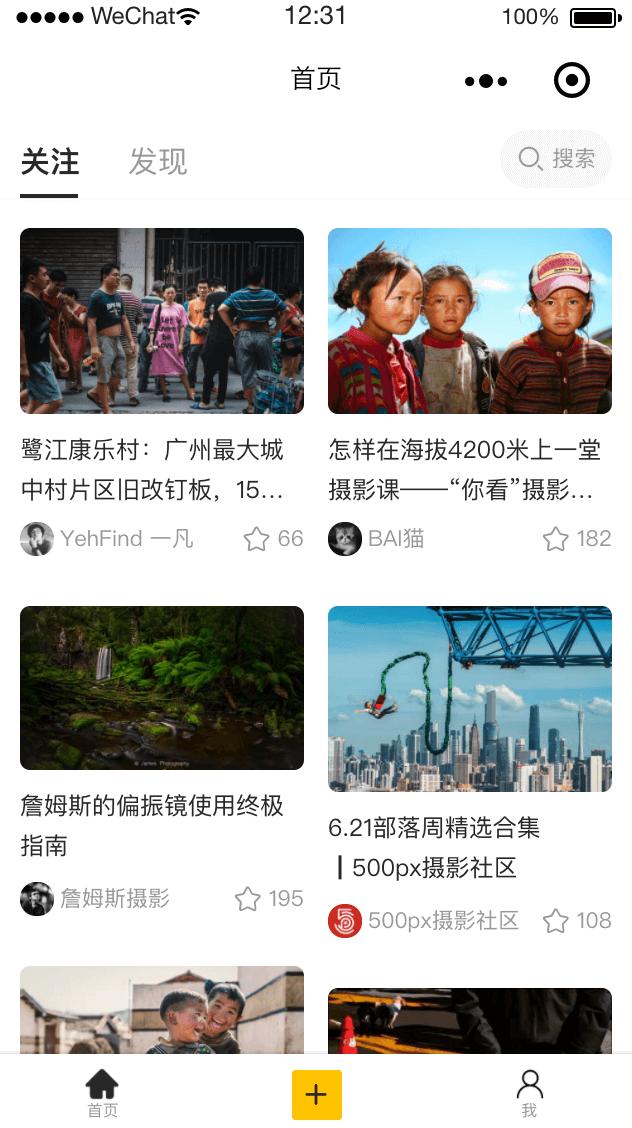 WeChat 12:31 100%
首页
关注 发现 搜索
鹭江康乐村：广州最大城
中村片区旧改钉板，15...
YehFind 一凡 66
怎样在海拔4200米上一堂
摄影课——“你看”摄影...
BAI猫 182
© James Photography
詹姆斯的偏振镜使用终极
指南
詹姆斯摄影 195
6.21部落周精选合集
┃500px摄影社区
500px摄影社区 108
首页 + 我